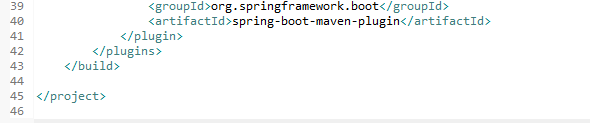 39 <groupId>org.springframework.boot</groupId>
40 <artifactId>spring-boot-maven-plugin</artifactId>
41 </plugin>
42 </plugins>
43 </build>
44
45 </project>
46